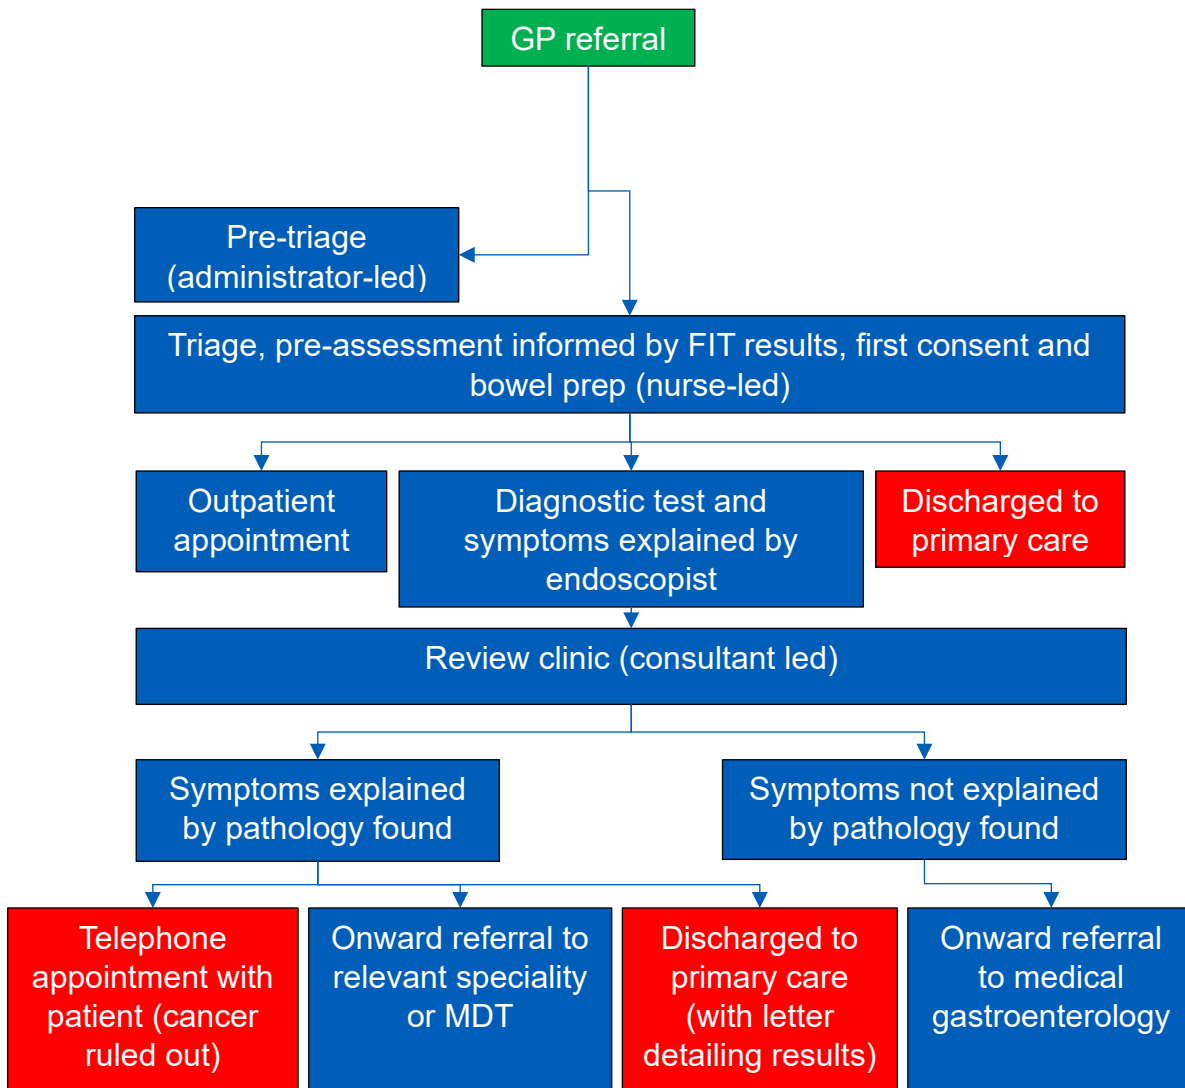 GP referral
Pre-triage
(administrator-led)
Triage, pre-assessment informed by FIT results, first consent and
bowel prep (nurse-led)
Outpatient
appointment
Diagnostic test and
symptoms explained by
endoscopist
Discharged to
primary care
Review clinic (consultant led)
Symptoms explained
by pathology found
Symptoms not explained
by pathology found
Telephone
appointment with
patient (cancer
ruled out)
Onward referral to
relevant speciality
or MDT
Discharged to
primary care
(with letter
detailing results)
Onward referral
to medical
gastroenterology